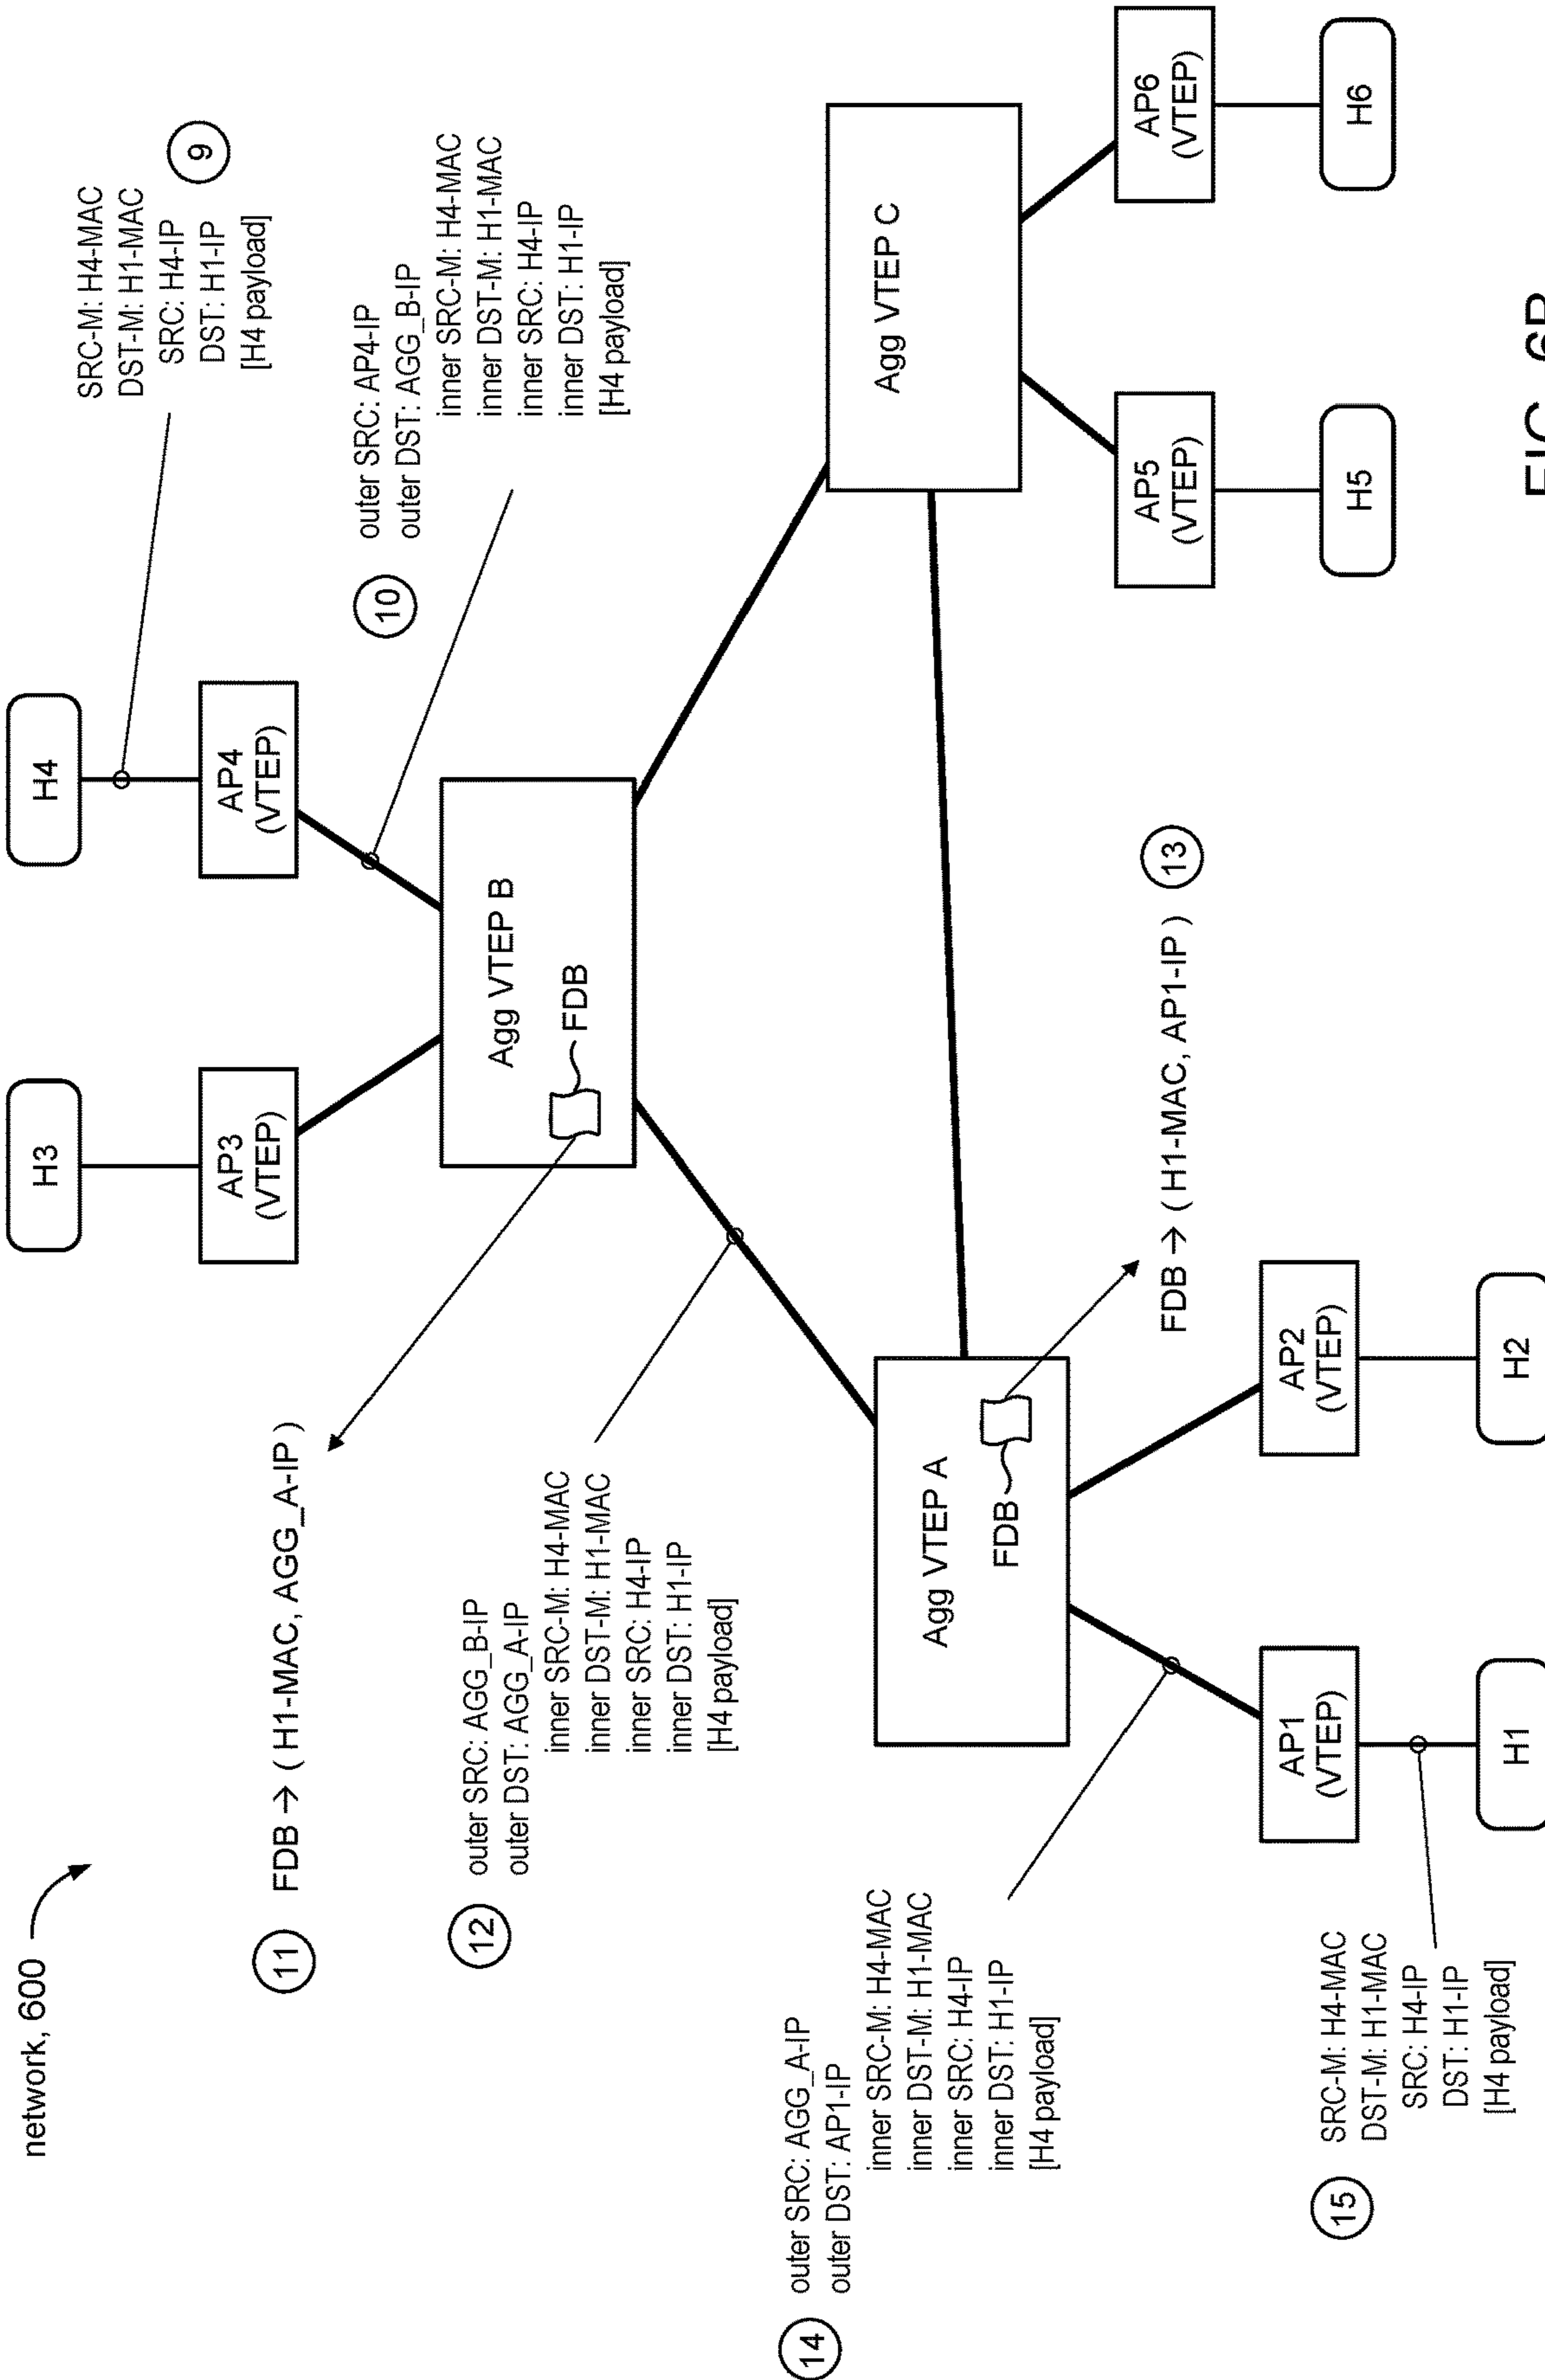 network, 600
H3
H4
SRC-M: H4-MAC
DST-M: H1-MAC
SRC: H4-IP
DST: H1-IP
[H4 payload]
9
AP3
(VTEP)
AP4
(VTEP)
10
outer SRC: AP4-IP
outer DST: AGG_B-IP
inner SRC-M: H4-MAC
inner DST-M: H1-MAC
inner SRC: H4-IP
inner DST: H1-IP
[H4 payload]
11
FDB → ( H1-MAC, AGG_A-IP )
Agg VTEP B
FDB
12
outer SRC: AGG_B-IP
outer DST: AGG_A-IP
inner SRC-M: H4-MAC
inner DST-M: H1-MAC
inner SRC: H4-IP
inner DST: H1-IP
[H4 payload]
Agg VTEP A
FDB
Agg VTEP C
FDB → ( H1-MAC, AP1-IP )
13
14
outer SRC: AGG_A-IP
outer DST: AP1-IP
inner SRC-M: H4-MAC
inner DST-M: H1-MAC
inner SRC: H4-IP
inner DST: H1-IP
[H4 payload]
AP1
(VTEP)
AP2
(VTEP)
AP5
(VTEP)
AP6
(VTEP)
15
SRC-M: H4-MAC
DST-M: H1-MAC
SRC: H4-IP
DST: H1-IP
[H4 payload]
H1
H2
H5
H6